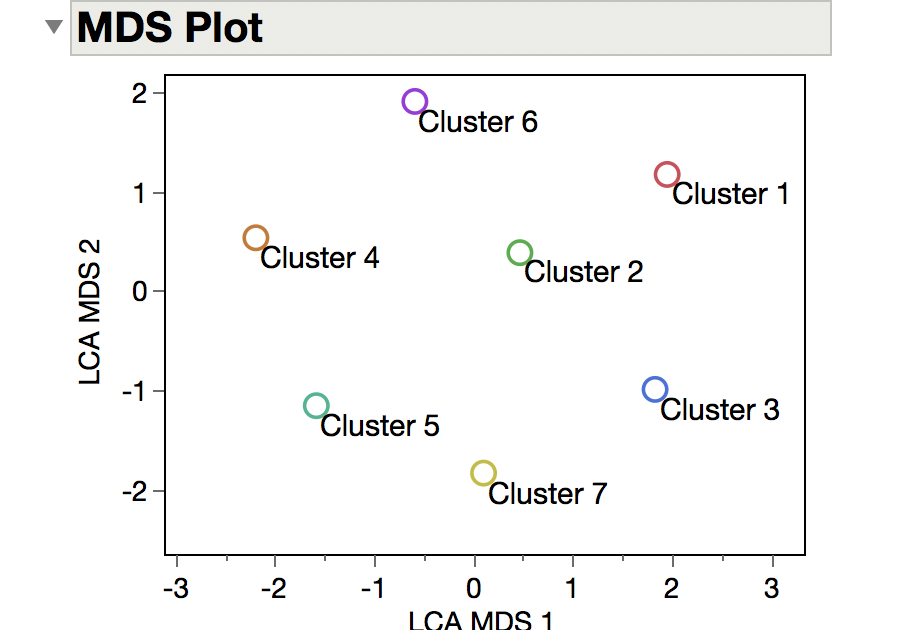 MDS Plot
2
Cluster 6
1
Cluster 1
Cluster 4
Cluster 2
0
LCA MDS 2
-1
Cluster 3
Cluster 5
-2
Cluster 7
-3 -2 -1 0 1 2 3
LCA MDS 1